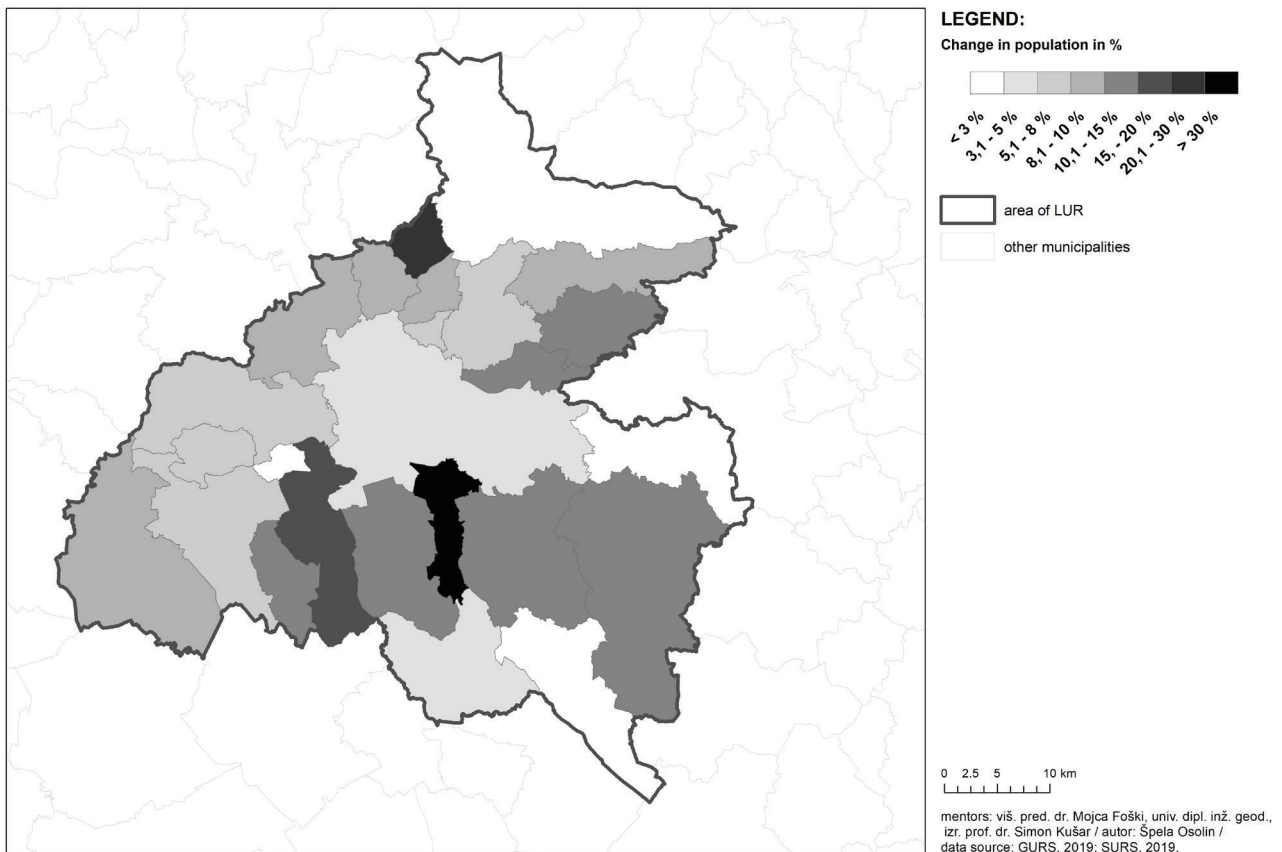 LEGEND:
Change in population in %
< 3 %
3,1 - 5 %
5,1 - 8 %
8,1 - 10 %
10,1 - 15%
15, - 20%
20,1 - 30%
> 30 %
area of LUR
other municipalities
0 2.5 5 10 km
mentors: viš. pred. dr. Mojca Foški, univ. dipl. inž. geod.,
izr. prof. dr. Simon Kušar / autor: Špela Osolin /
data source: GURS, 2019; SURS, 2019.